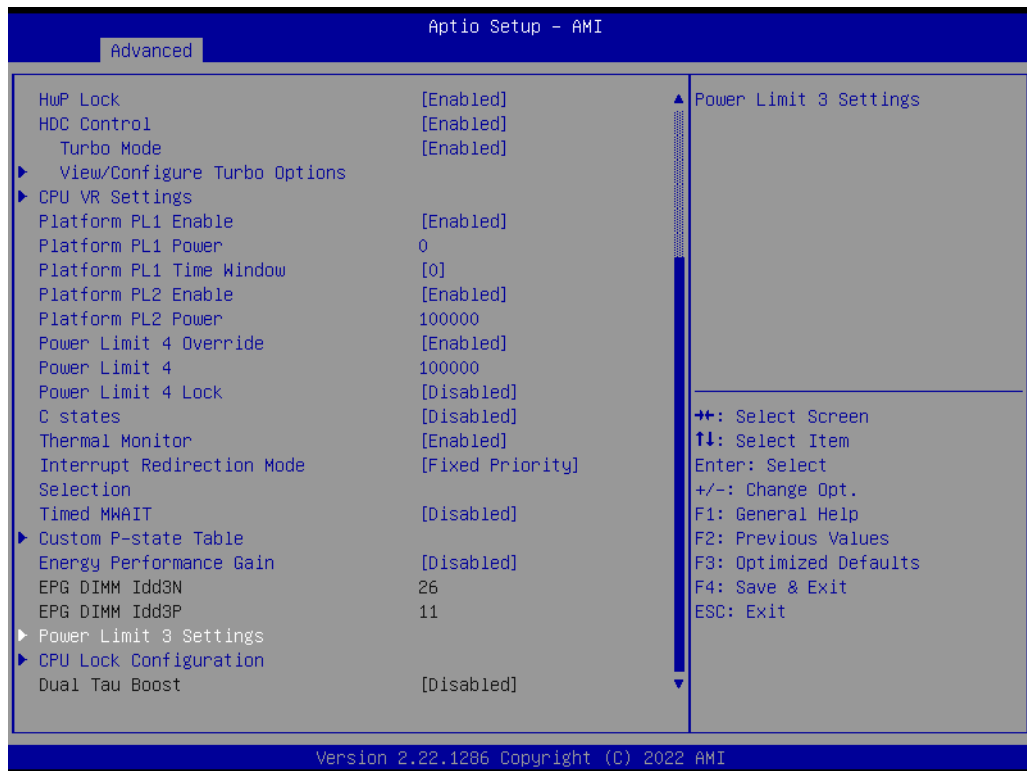 Aptio Setup – AMI
Advanced
HwP Lock [Enabled]
HDC Control [Enabled]
Turbo Mode [Enabled]
View/Configure Turbo Options
CPU VR Settings
Platform PL1 Enable [Enabled]
Platform PL1 Power 0
Platform PL1 Time Window [0]
Platform PL2 Enable [Enabled]
Platform PL2 Power 100000
Power Limit 4 Override [Enabled]
Power Limit 4 100000
Power Limit 4 Lock [Disabled]
C states [Disabled]
Thermal Monitor [Enabled]
Interrupt Redirection Mode [Fixed Priority]
Selection
Timed MWAIT [Disabled]
Custom P-state Table
Energy Performance Gain [Disabled]
EPG DIMM Idd3N 26
EPG DIMM Idd3P 11
Power Limit 3 Settings
CPU Lock Configuration
Dual Tau Boost [Disabled]
Power Limit 3 Settings
→←: Select Screen
↑↓: Select Item
Enter: Select
+/-: Change Opt.
F1: General Help
F2: Previous Values
F3: Optimized Defaults
F4: Save & Exit
ESC: Exit
Version 2.22.1286 Copyright (C) 2022 AMI